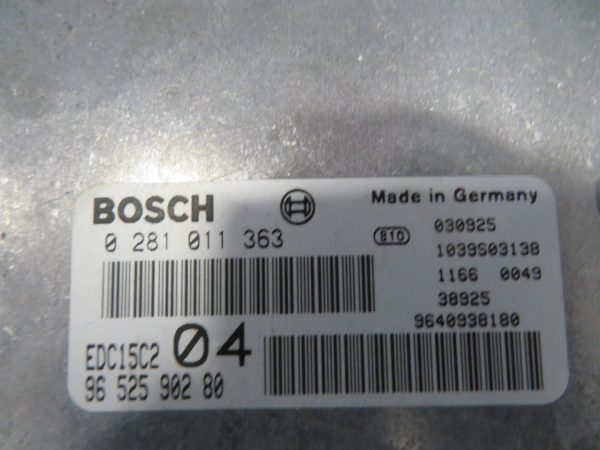 BOSCH
Made in Germany
0 281 011 363
810
030925
1039S03138
1166 0049
38925
9640938180
EDC15C2 04
96 525 902 80